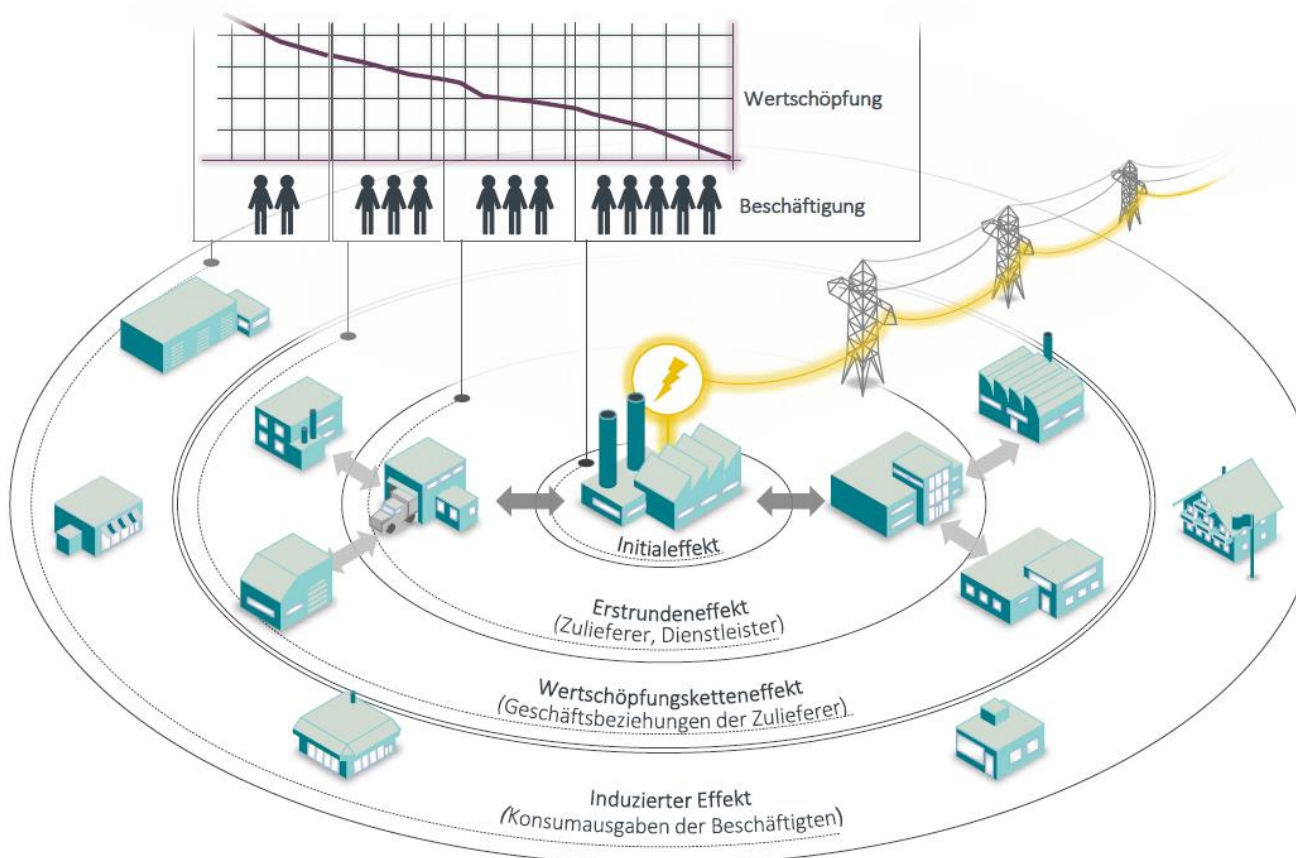 Wertschöpfung
Beschäftigung
Initialeffekt
Erstrundeneffekt
(Zulieferer, Dienstleister)
Wertschöpfungsketteneffekt
(Geschäftsbeziehungen der Zulieferer)
Induzierter Effekt
(Konsumausgaben der Beschäftigten)